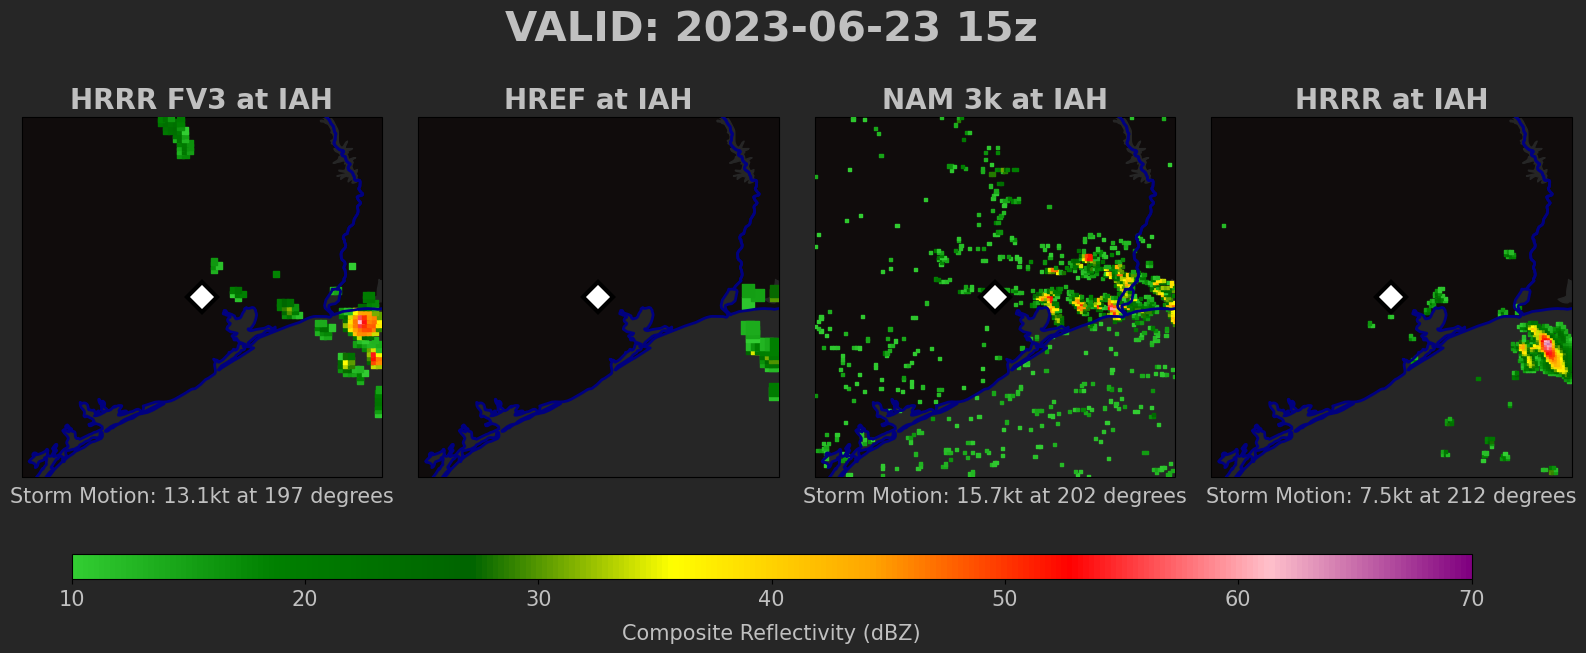 VALID: 2023-06-23 15z
HRRR FV3 at IAH
HREF at IAH
NAM 3k at IAH
HRRR at IAH
Storm Motion: 13.1kt at 197 degrees
Storm Motion: 15.7kt at 202 degrees
Storm Motion: 7.5kt at 212 degrees
10 20 30 40 50 60 70
Composite Reflectivity (dBZ)